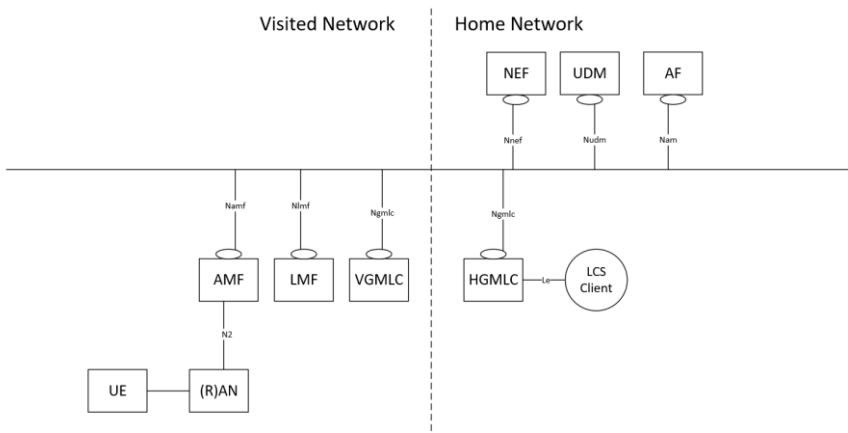 Visited Network
Home Network
NEF
UDM
AF
Nnef
Nudm
Nam
Namf
Nlmf
Ngmlc
Ngmlc
AMF
LMF
VGMLC
HGMLC
Le
LCS
Client
N2
UE
(R)AN